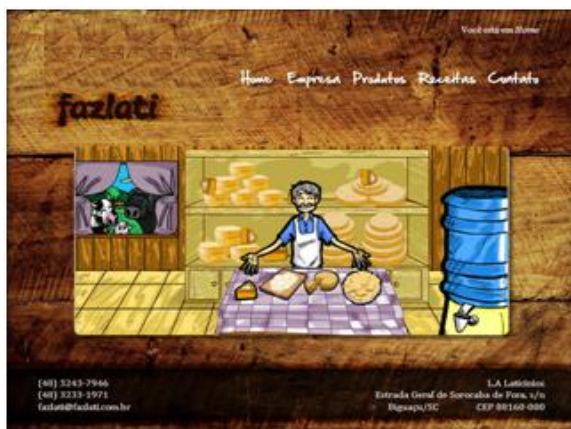 Você está em Home
Home Empresa Produtos Receitas Contato
fazlati
(48) 3243-7946
(48) 3233-1971
fazlati@fazlati.com.br
L.A Laticínios
Estrada Geral de Sorocaba de Fora, s/n
Biguaçu/SC CEP 88160-000